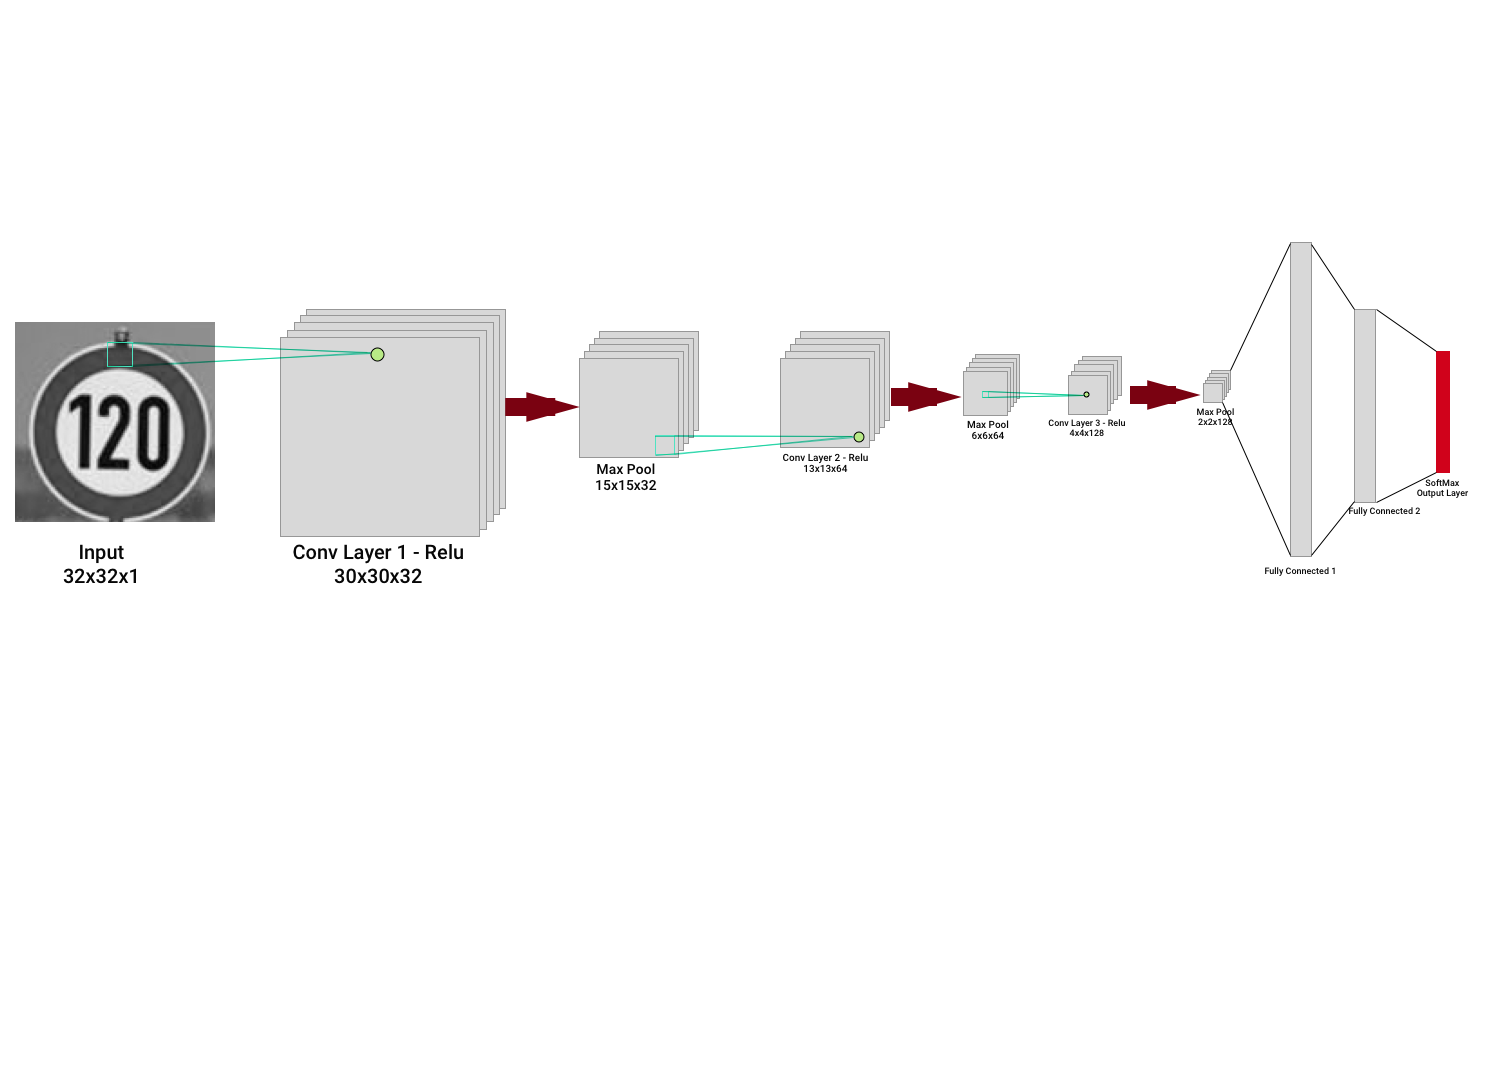 120
Input
32x32x1
Conv Layer 1 - Relu
30x30x32
Max Pool
15x15x32
Conv Layer 2 - Relu
13x13x64
Max Pool
6x6x64
Conv Layer 3 - Relu
4x4x128
Max Pool
2x2x128
Fully Connected 1
Fully Connected 2
SoftMax
Output Layer